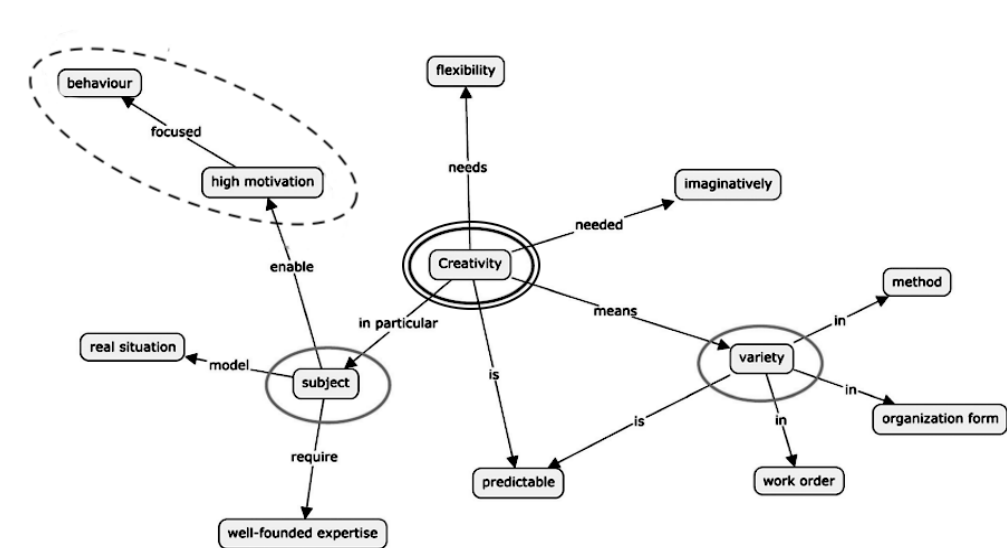 flexibility
behaviour
focused
needs
high motivation
imaginatively
needed
Creativity
enable
method
means
in particular
in
real situation
model
variety
subject
is
in
organization form
is
in
require
predictable
work order
well-founded expertise